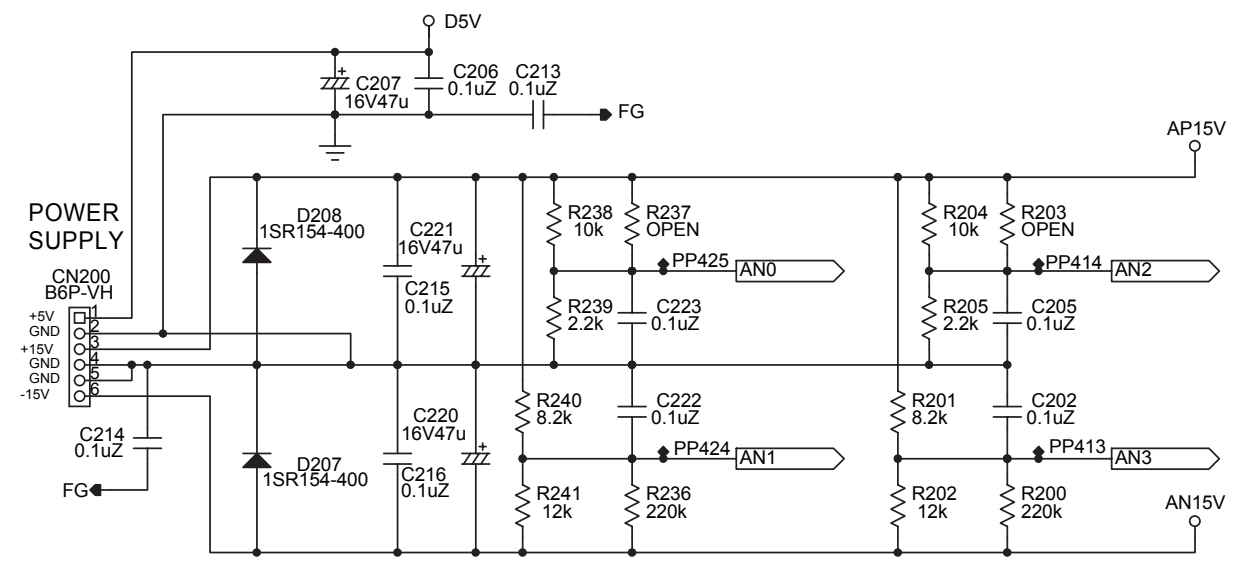 D5V
C207
16V47u
C206
0.1uZ
C213
0.1uZ
FG
AP15V
POWER
SUPPLY
CN200
B6P-VH
+5V
1
GND
2
+15V
3
GND
4
GND
5
-15V
6
C214
0.1uZ
FG
D208
1SR154-400
D207
1SR154-400
C221
16V47u
C215
0.1uZ
C220
16V47u
C216
0.1uZ
R238
10k
R237
OPEN
PP425
AN0
R239
2.2k
C223
0.1uZ
R240
8.2k
C222
0.1uZ
PP424
AN1
R241
12k
R236
220k
R204
10k
R203
OPEN
PP414
AN2
R205
2.2k
C205
0.1uZ
R201
8.2k
C202
0.1uZ
PP413
AN3
R202
12k
R200
220k
AN15V